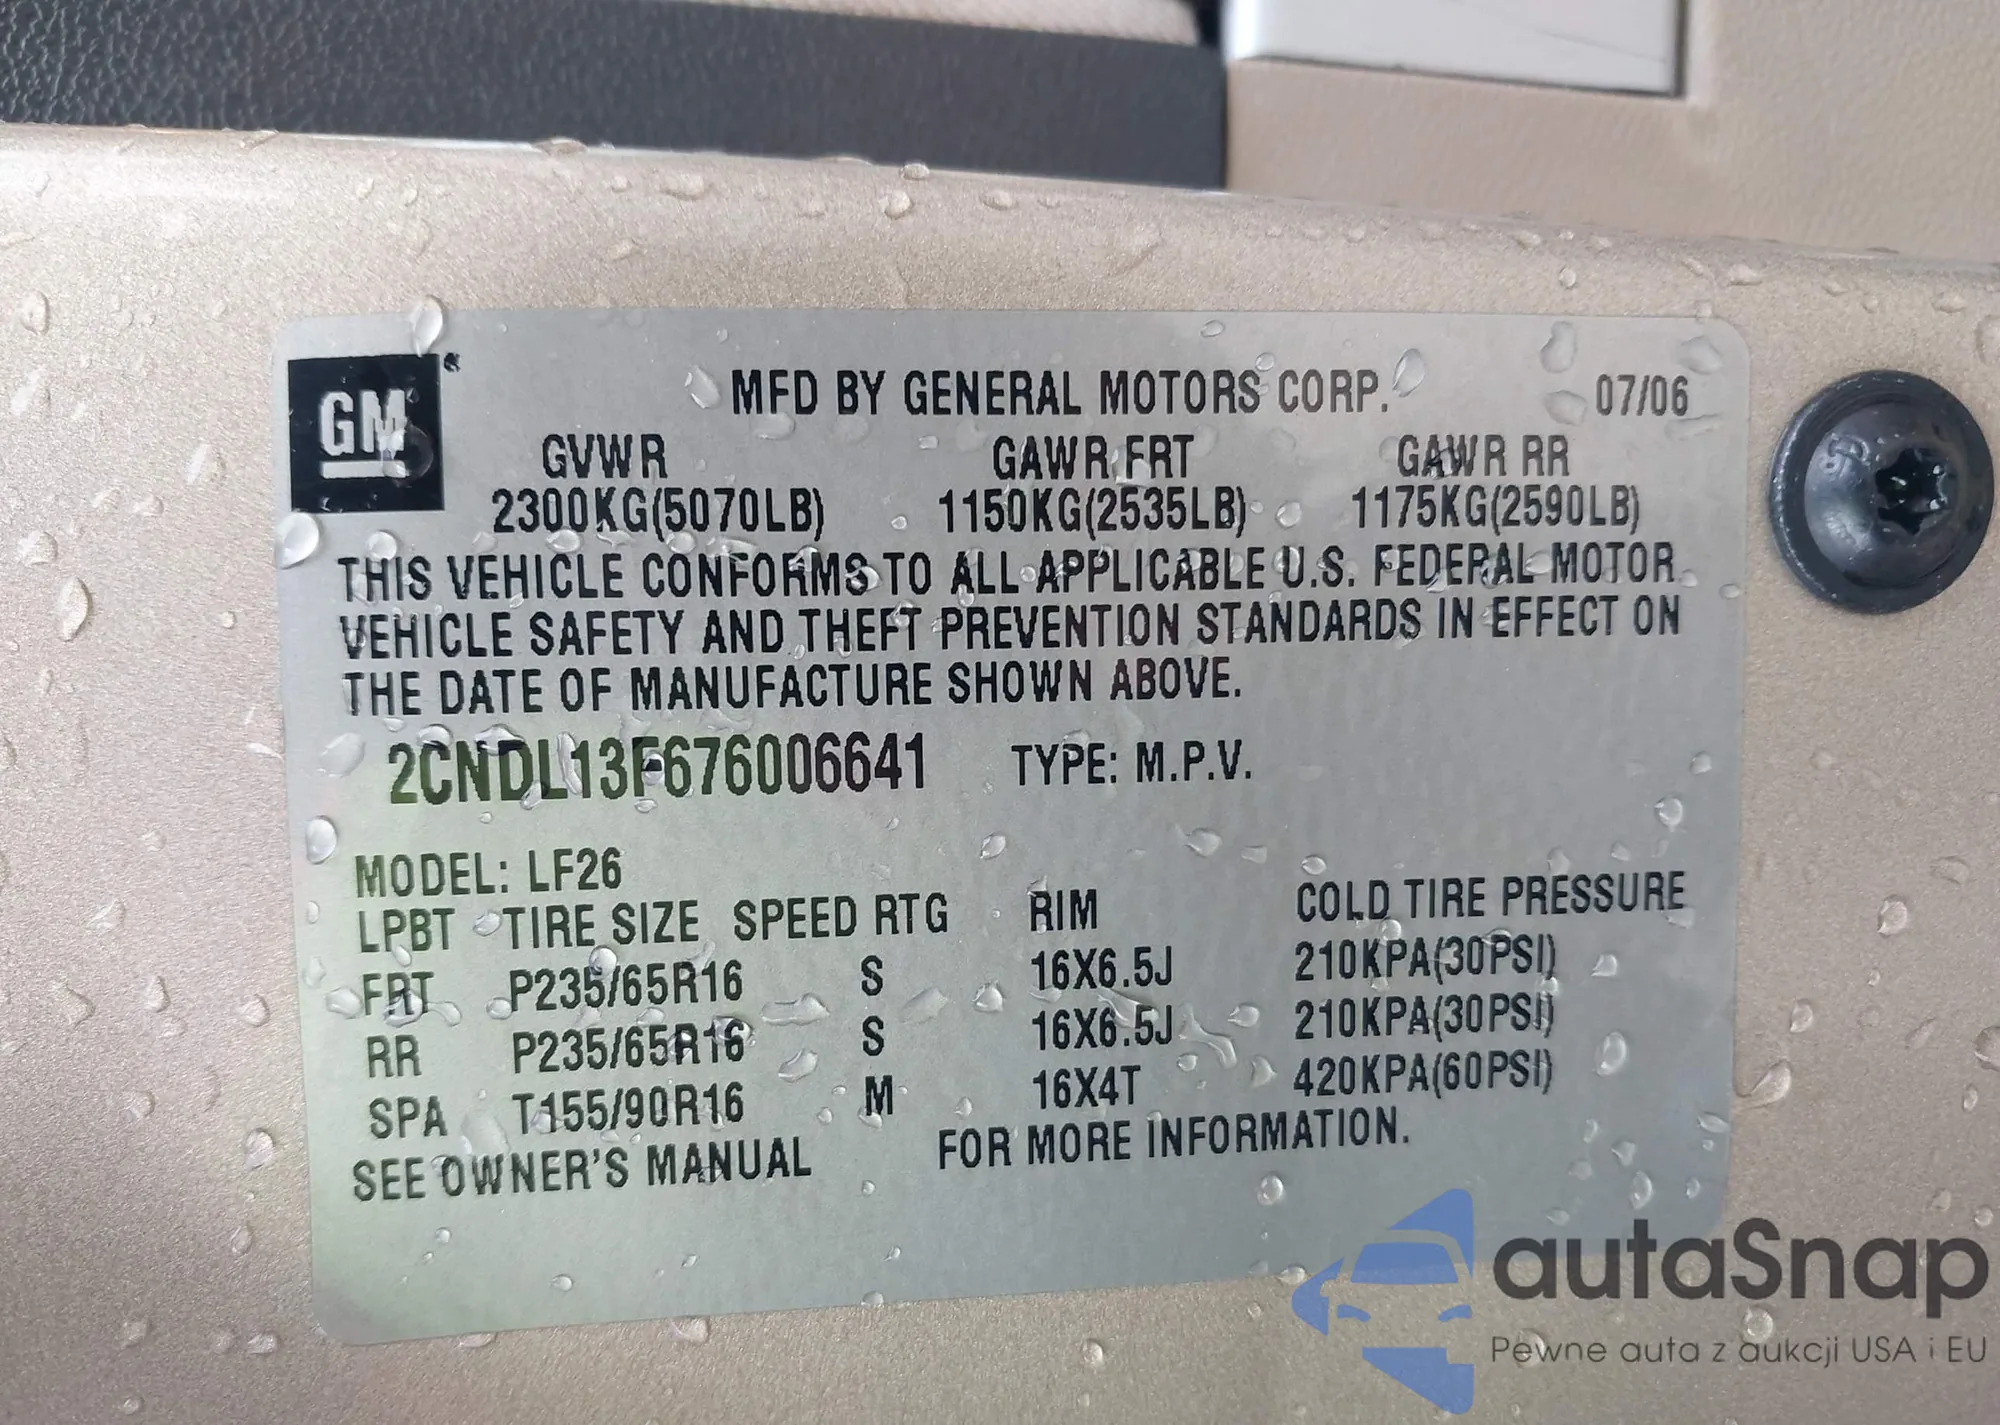 GM
MFD BY GENERAL MOTORS CORP. 07/06
GVWR GAWR FRT GAWR RR
2300KG(5070LB) 1150KG(2535LB) 1175KG(2590LB)
THIS VEHICLE CONFORMS TO ALL APPLICABLE U.S. FEDERAL MOTOR
VEHICLE SAFETY AND THEFT PREVENTION STANDARDS IN EFFECT ON
THE DATE OF MANUFACTURE SHOWN ABOVE.
2CNDL13F676006641 TYPE: M.P.V.
MODEL: LF26
LPBT TIRE SIZE SPEED RTG RIM COLD TIRE PRESSURE
FRT P235/65R16 S 16X6.5J 210KPA(30PSI)
RR P235/65R16 S 16X6.5J 210KPA(30PSI)
SPA T155/90R16 M 16X4T 420KPA(60PSI)
SEE OWNER'S MANUAL FOR MORE INFORMATION.
autaSnap
Pewne auta z aukcji USA i EU